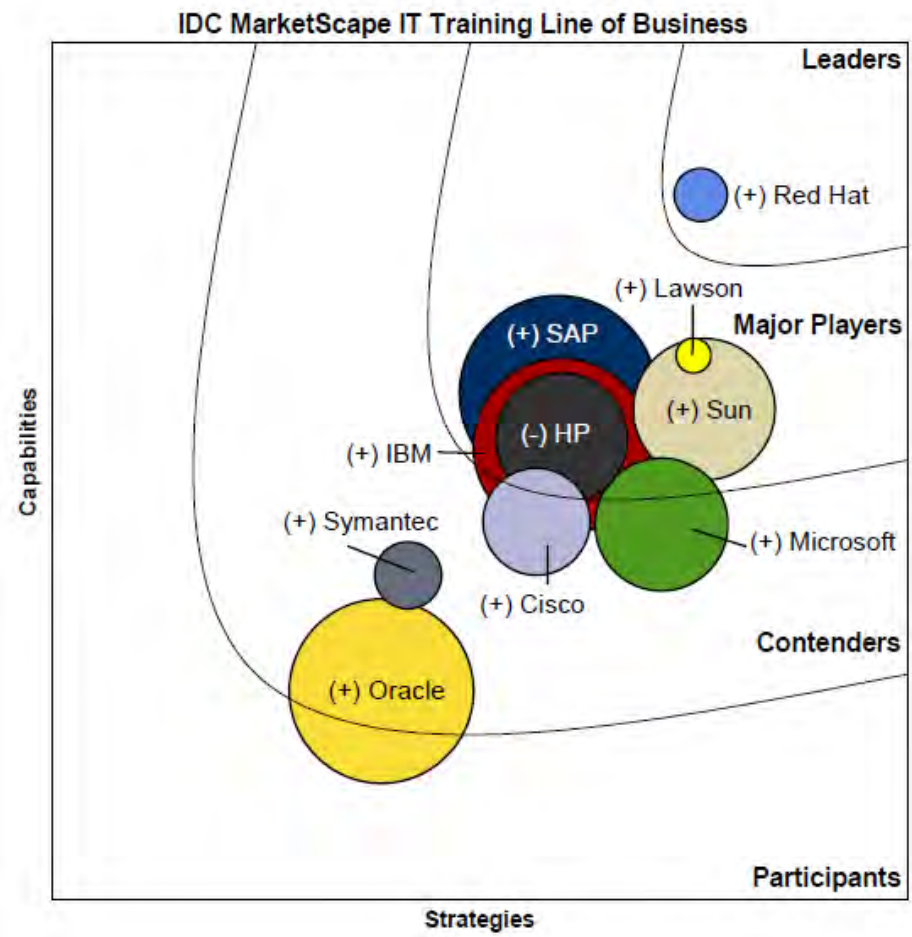 IDC MarketScape IT Training Line of Business
Leaders
(+) Red Hat
(+) Lawson
Major Players
(+) SAP
(+) Sun
(-) HP
(+) IBM
Capabilities
(+) Symantec
(+) Microsoft
(+) Cisco
Contenders
(+) Oracle
Participants
Strategies